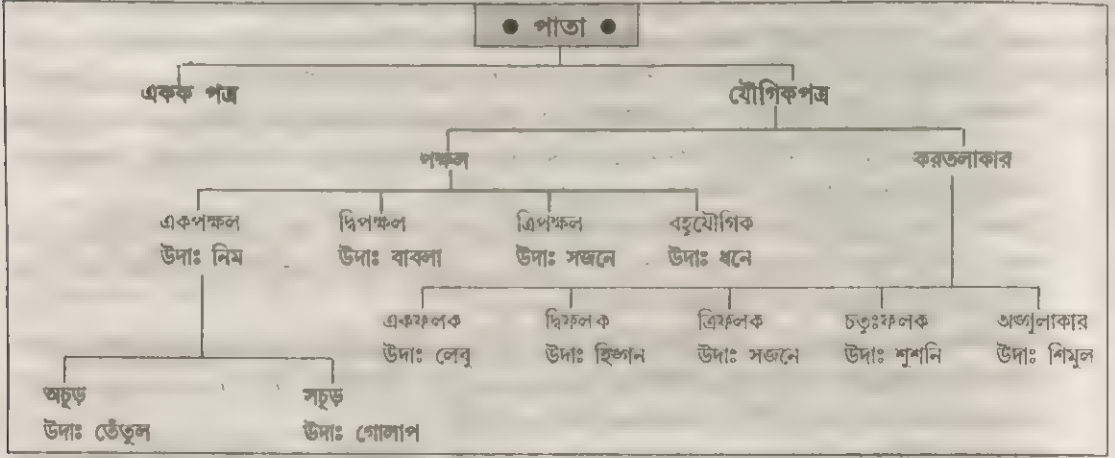 ● পাতা ●
একক পত্র যৌগিকপত্র
পক্ষল করতলাকার
একপক্ষল দ্বিপক্ষল ত্রিপক্ষল বহুযৌগিক
উদাঃ নিম উদাঃ বাবলা উদাঃ সজনে উদাঃ ধনে
একফলক দ্বিফলক ত্রিফলক চতুঃফলক অঙ্গুলাকার
উদাঃ লেবু উদাঃ হিঙ্গন উদাঃ সজনে উদাঃ শুশনি উদাঃ শিমুল
অচূড় সচূড়
উদাঃ তেঁতুল উদাঃ গোলাপ